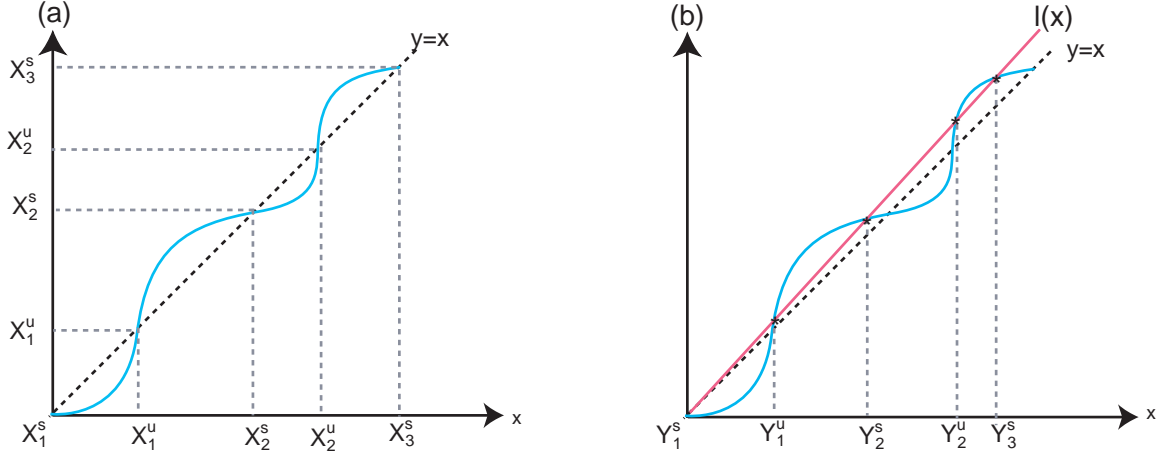 (a)
y=x
X₃ˢ
X₂ᵘ
X₂ˢ
X₁ᵘ
x
X₁ˢ X₁ᵘ X₂ˢ X₂ᵘ X₃ˢ
(b)
l(x)
y=x
x
Y₁ˢ Y₁ᵘ Y₂ˢ Y₂ᵘ Y₃ˢ